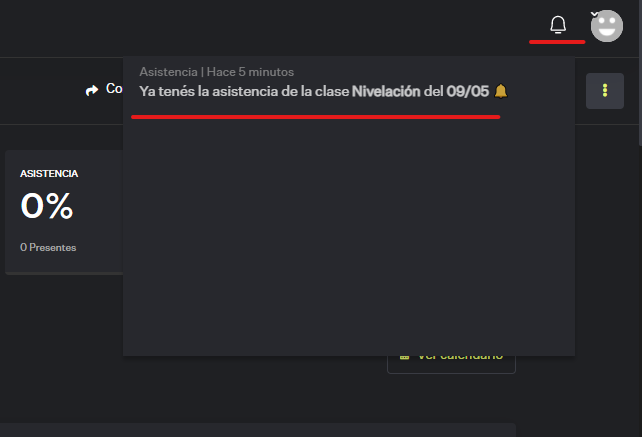 Asistencia | Hace 5 minutos
Ya tenés la asistencia de la clase Nivelación del 09/05
Co
ASISTENCIA
0%
0 Presentes
Ver calendario